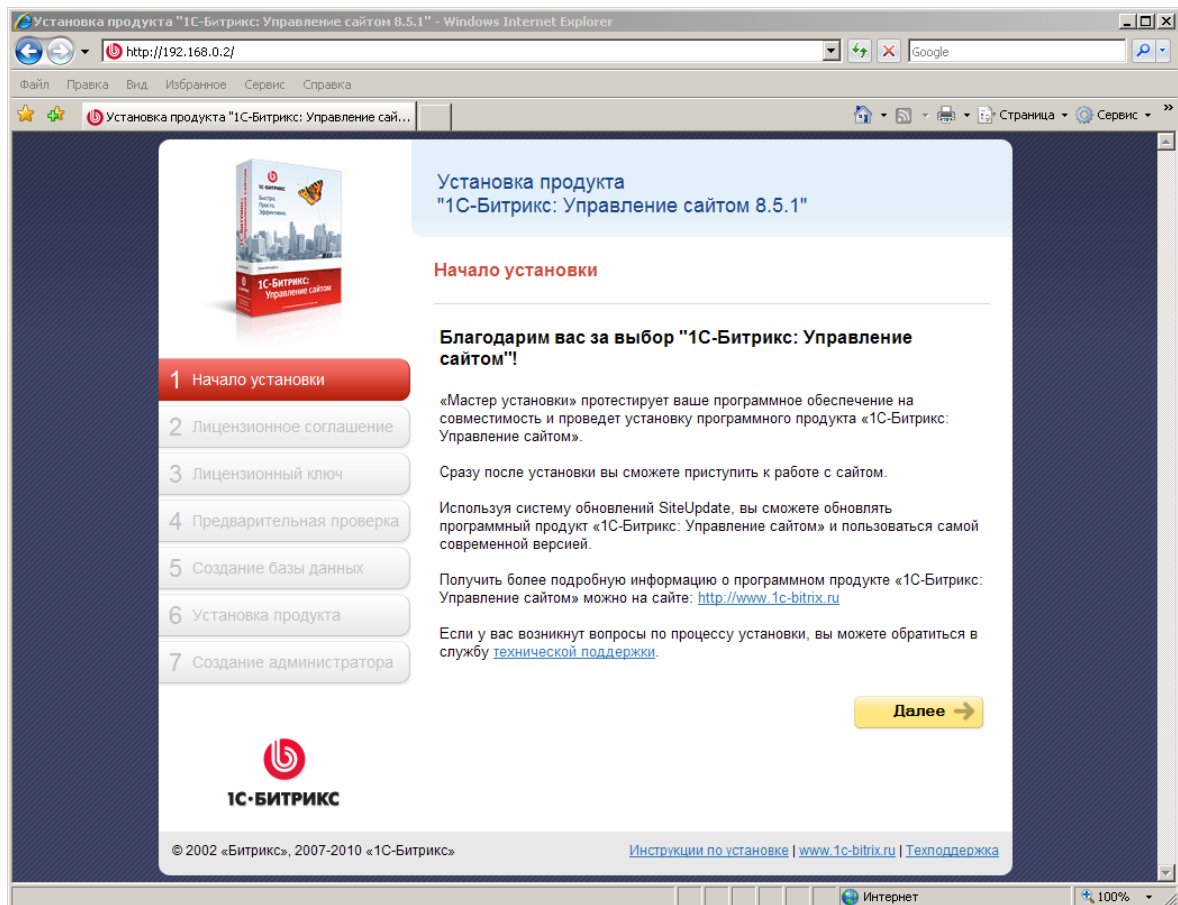 Установка продукта "1С-Битрикс: Управление сайтом 8.5.1" - Windows Internet Explorer
http://192.168.0.2/
Google
Файл Правка Вид Избранное Сервис Справка
Установка продукта "1С-Битрикс: Управление сай...
Страница
Сервис
»
1С-БИТРИКС
Быстро.
Просто.
Эффективно.
1С-БИТРИКС:
Управление сайтом
Установка продукта
"1С-Битрикс: Управление сайтом 8.5.1"
1 Начало установки
2 Лицензионное соглашение
3 Лицензионный ключ
4 Предварительная проверка
5 Создание базы данных
6 Установка продукта
7 Создание администратора
1С·БИТРИКС
Начало установки
Благодарим вас за выбор "1С-Битрикс: Управление
сайтом"!
«Мастер установки» протестирует ваше программное обеспечение на
совместимость и проведет установку программного продукта «1С-Битрикс:
Управление сайтом».
Сразу после установки вы сможете приступить к работе с сайтом.
Используя систему обновлений SiteUpdate, вы сможете обновлять
программный продукт «1С-Битрикс: Управление сайтом» и пользоваться самой
современной версией.
Получить более подробную информацию о программном продукте «1С-Битрикс:
Управление сайтом» можно на сайте: http://www.1c-bitrix.ru
Если у вас возникнут вопросы по процессу установки, вы можете обратиться в
службу технической поддержки.
Далее
© 2002 «Битрикс», 2007-2010 «1С-Битрикс»
Инструкции по установке | www.1c-bitrix.ru | Техподдержка
Интернет
100%